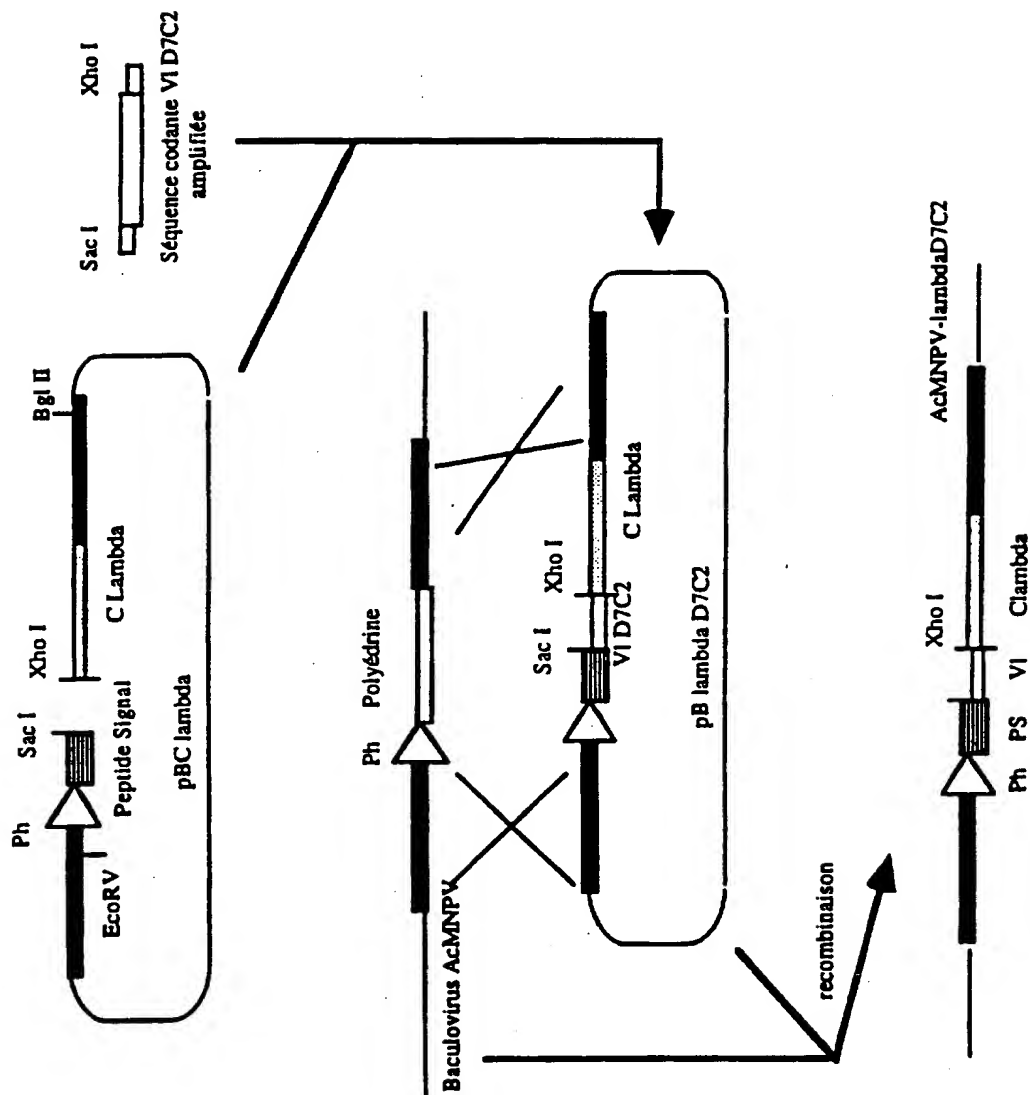 Ph
Sac I
Xho I
Bgl II
EcoRV
Peptide Signal
C Lambda
pBC lambda
Sac I
Xho I
Séquence codante Vl D7C2
amplifiée
Ph
Polyédrine
Baculovirus AcMNPV
Sac I
Xho I
Vl D7C2
C Lambda
pB lambda D7C2
recombinaison
AcMNPV-lambdaD7C2
Xho I
Ph
PS
Vl
Clambda